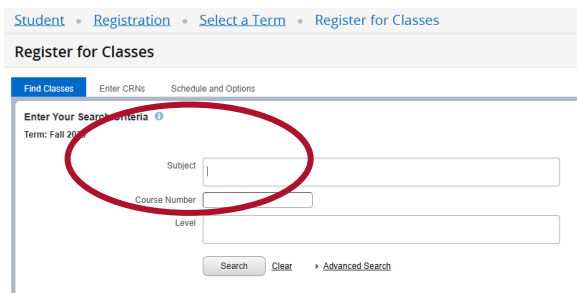 Student • Registration • Select a Term • Register for Classes
Register for Classes
Find Classes Enter CRNs Schedule and Options
Enter Your Search Criteria
Term: Fall
Subject
Course Number
Level
Search Clear Advanced Search